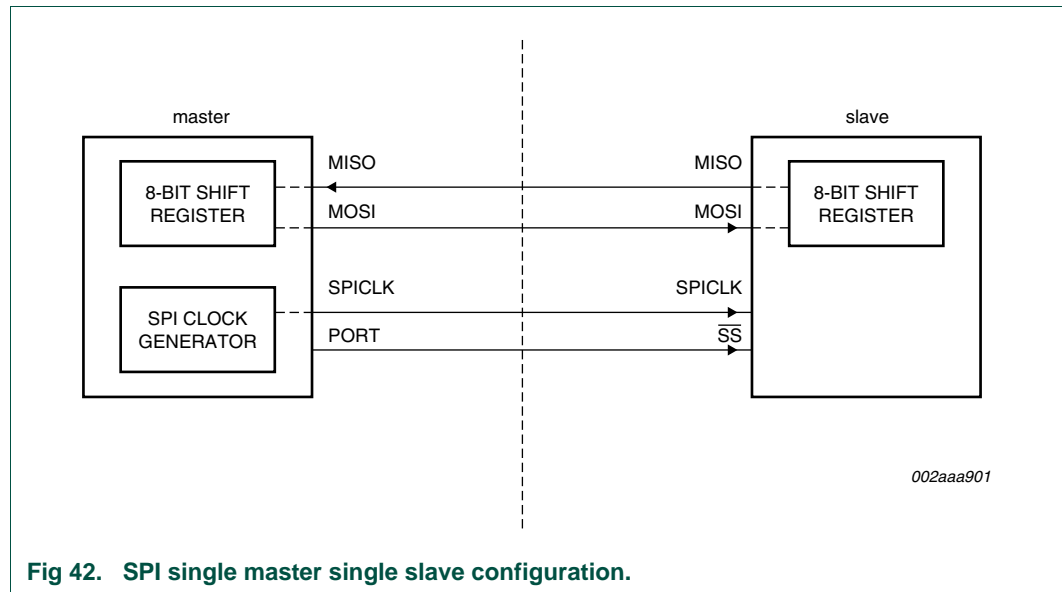 master
slave
8-BIT SHIFT
REGISTER
MISO
MISO
8-BIT SHIFT
REGISTER
MOSI
MOSI
SPI CLOCK
GENERATOR
SPICLK
SPICLK
PORT
S̅S̅
002aaa901
Fig 42. SPI single master single slave configuration.